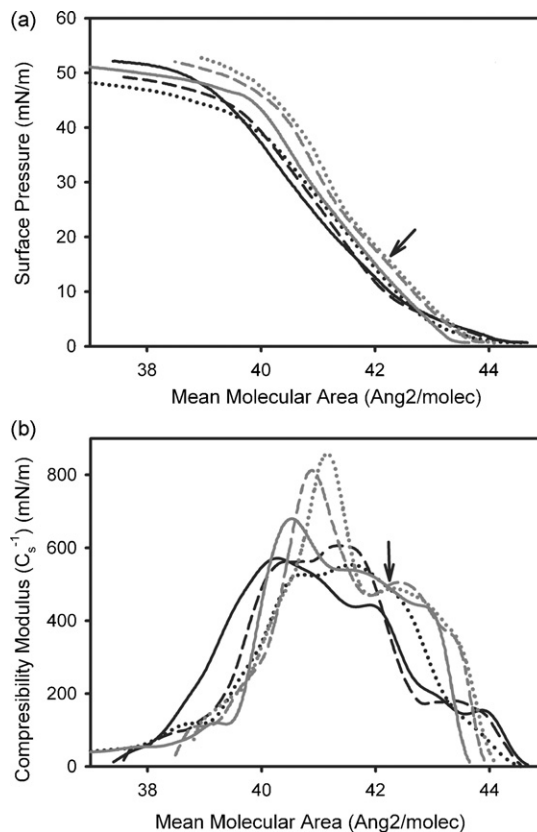 (a)
60
50
40
30
20
10
0
Surface Pressure (mN/m)
38 40 42 44
Mean Molecular Area (Ang2/molec)
(b)
800
600
400
200
0
Compresibility Modulus (Cs-1) (mN/m)
38 40 42 44
Mean Molecular Area (Ang2/molec)